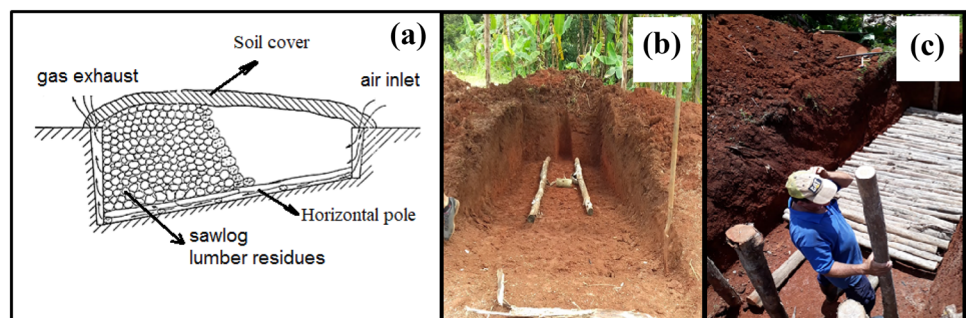 (a)
Soil cover
gas exhaust
air inlet
Horizontal pole
sawlog
lumber residues
(b)
(c)